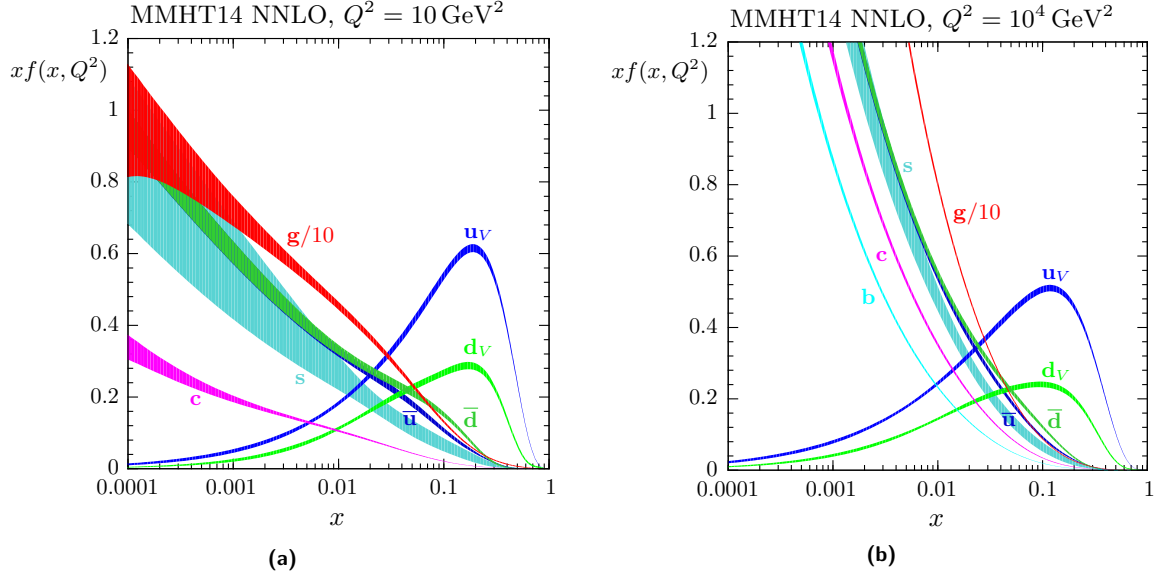 MMHT14 NNLO, Q² = 10 GeV²
xf(x, Q²)
1.2
1
0.8
0.6
0.4
0.2
0
g/10
u_V
d_V
s
c
u̅
d̅
0.0001 0.001 0.01 0.1 1
x
(a)
MMHT14 NNLO, Q² = 10⁴ GeV²
xf(x, Q²)
1.2
1
0.8
0.6
0.4
0.2
0
s
g/10
c
b
u_V
d_V
u̅
d̅
0.0001 0.001 0.01 0.1 1
x
(b)